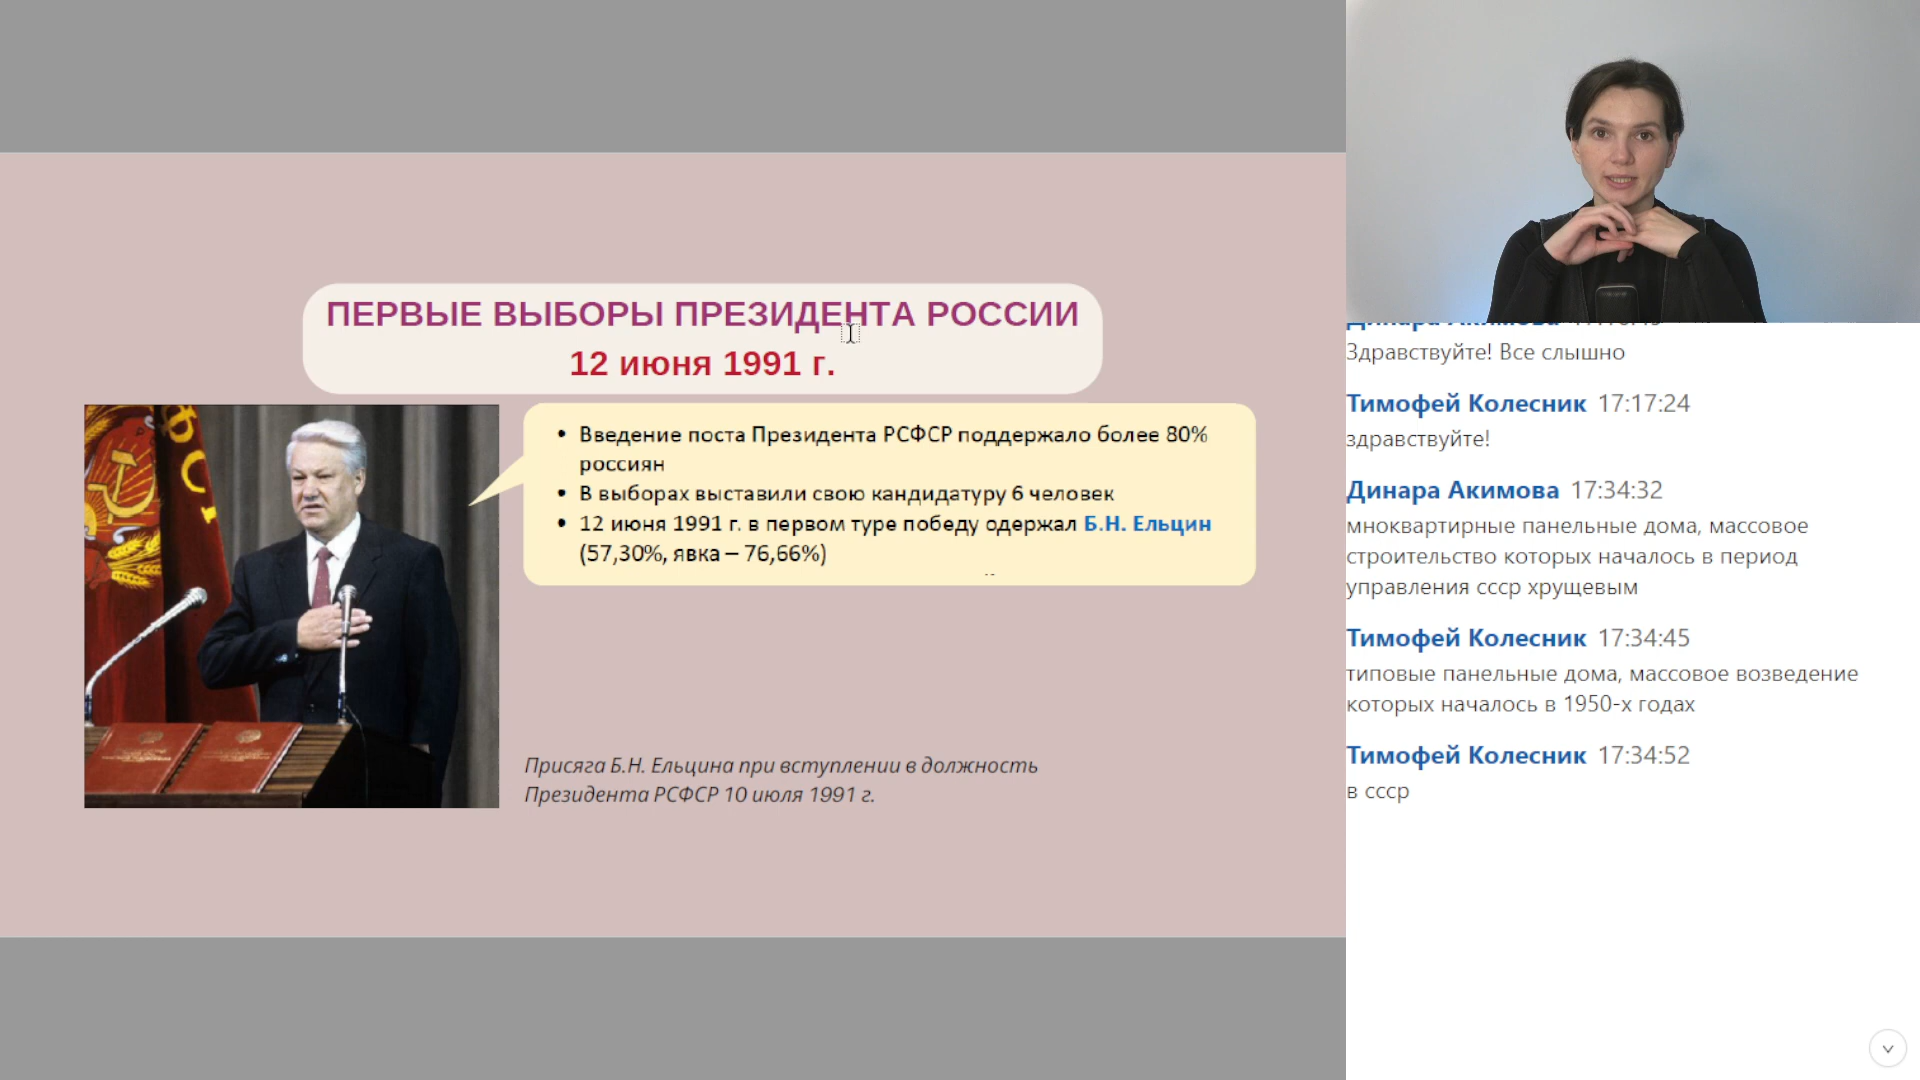 ПЕРВЫЕ ВЫБОРЫ ПРЕЗИДЕНТА РОССИИ
12 июня 1991 г.
• Введение поста Президента РСФСР поддержало более 80%
россиян
• В выборах выставили свою кандидатуру 6 человек
• 12 июня 1991 г. в первом туре победу одержал Б.Н. Ельцин
(57,30%, явка – 76,66%)
Присяга Б.Н. Ельцина при вступлении в должность
Президента РСФСР 10 июля 1991 г.
Динара Акимова
Здравствуйте! Все слышно
Тимофей Колесник 17:17:24
здравствуйте!
Динара Акимова 17:34:32
мноквартирные панельные дома, массовое
строительство которых началось в период
управления ссср хрущевым
Тимофей Колесник 17:34:45
типовые панельные дома, массовое возведение
которых началось в 1950-х годах
Тимофей Колесник 17:34:52
в ссср